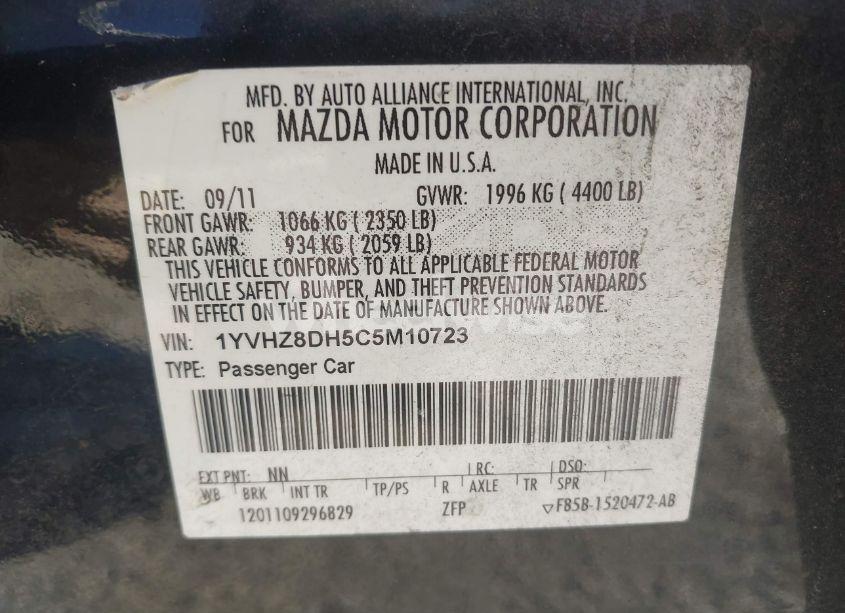 MFD. BY AUTO ALLIANCE INTERNATIONAL, INC.
FOR MAZDA MOTOR CORPORATION
MADE IN U.S.A.
DATE: 09/11 GVWR: 1996 KG ( 4400 LB)
FRONT GAWR: 1066 KG ( 2350 LB)
REAR GAWR: 934 KG ( 2059 LB)
THIS VEHICLE CONFORMS TO ALL APPLICABLE FEDERAL MOTOR
VEHICLE SAFETY, BUMPER, AND THEFT PREVENTION STANDARDS
IN EFFECT ON THE DATE OF MANUFACTURE SHOWN ABOVE.
VIN: 1YVHZ8DH5C5M10723
TYPE: Passenger Car
EXT PNT: NN RC: DSO:
WB BRK INT TR TP/PS R AXLE TR SPR
1201109296829 ZFP ▽F85B-1520472-AB